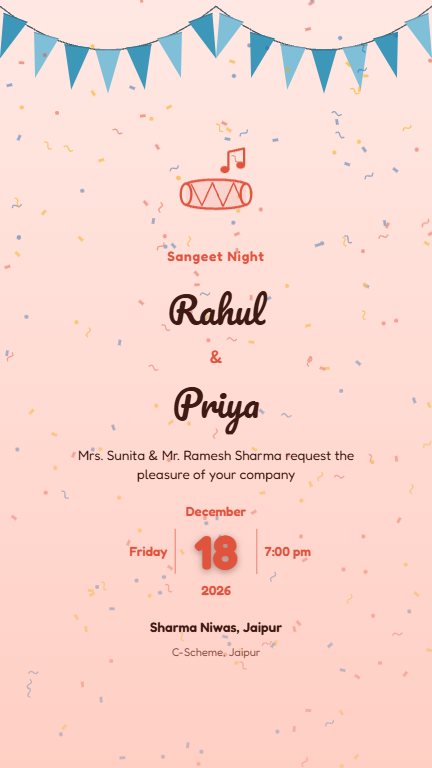 Sangeet Night
Rahul
&
Priya
Mrs. Sunita & Mr. Ramesh Sharma request the
pleasure of your company
December
Friday 18 7:00 pm
2026
Sharma Niwas, Jaipur
C-Scheme, Jaipur